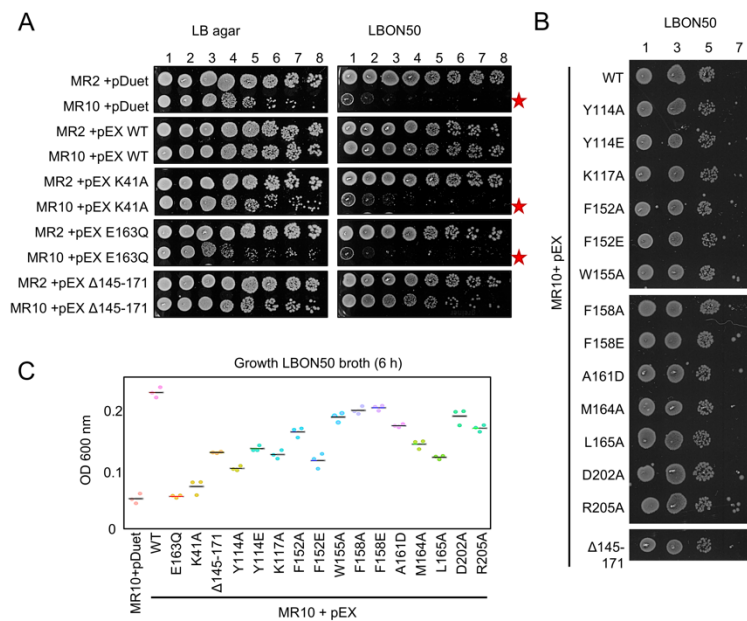 A
LB agar
LBON50
1 2 3 4 5 6 7 8
1 2 3 4 5 6 7 8
MR2 +pDuet
MR10 +pDuet
MR2 +pEX WT
MR10 +pEX WT
MR2 +pEX K41A
MR10 +pEX K41A
MR2 +pEX E163Q
MR10 +pEX E163Q
MR2 +pEX Δ145-171
MR10 +pEX Δ145-171
B
LBON50
1 3 5 7
MR10+ pEX
WT
Y114A
Y114E
K117A
F152A
F152E
W155A
F158A
F158E
A161D
M164A
L165A
D202A
R205A
Δ145-
171
C
Growth LBON50 broth (6 h)
OD 600 nm
0.2
0.1
0
MR10+pDuet
WT
E163Q
K41A
Δ145-171
Y114A
Y114E
K117A
F152A
F152E
W155A
F158A
F158E
A161D
M164A
L165A
D202A
R205A
MR10 + pEX